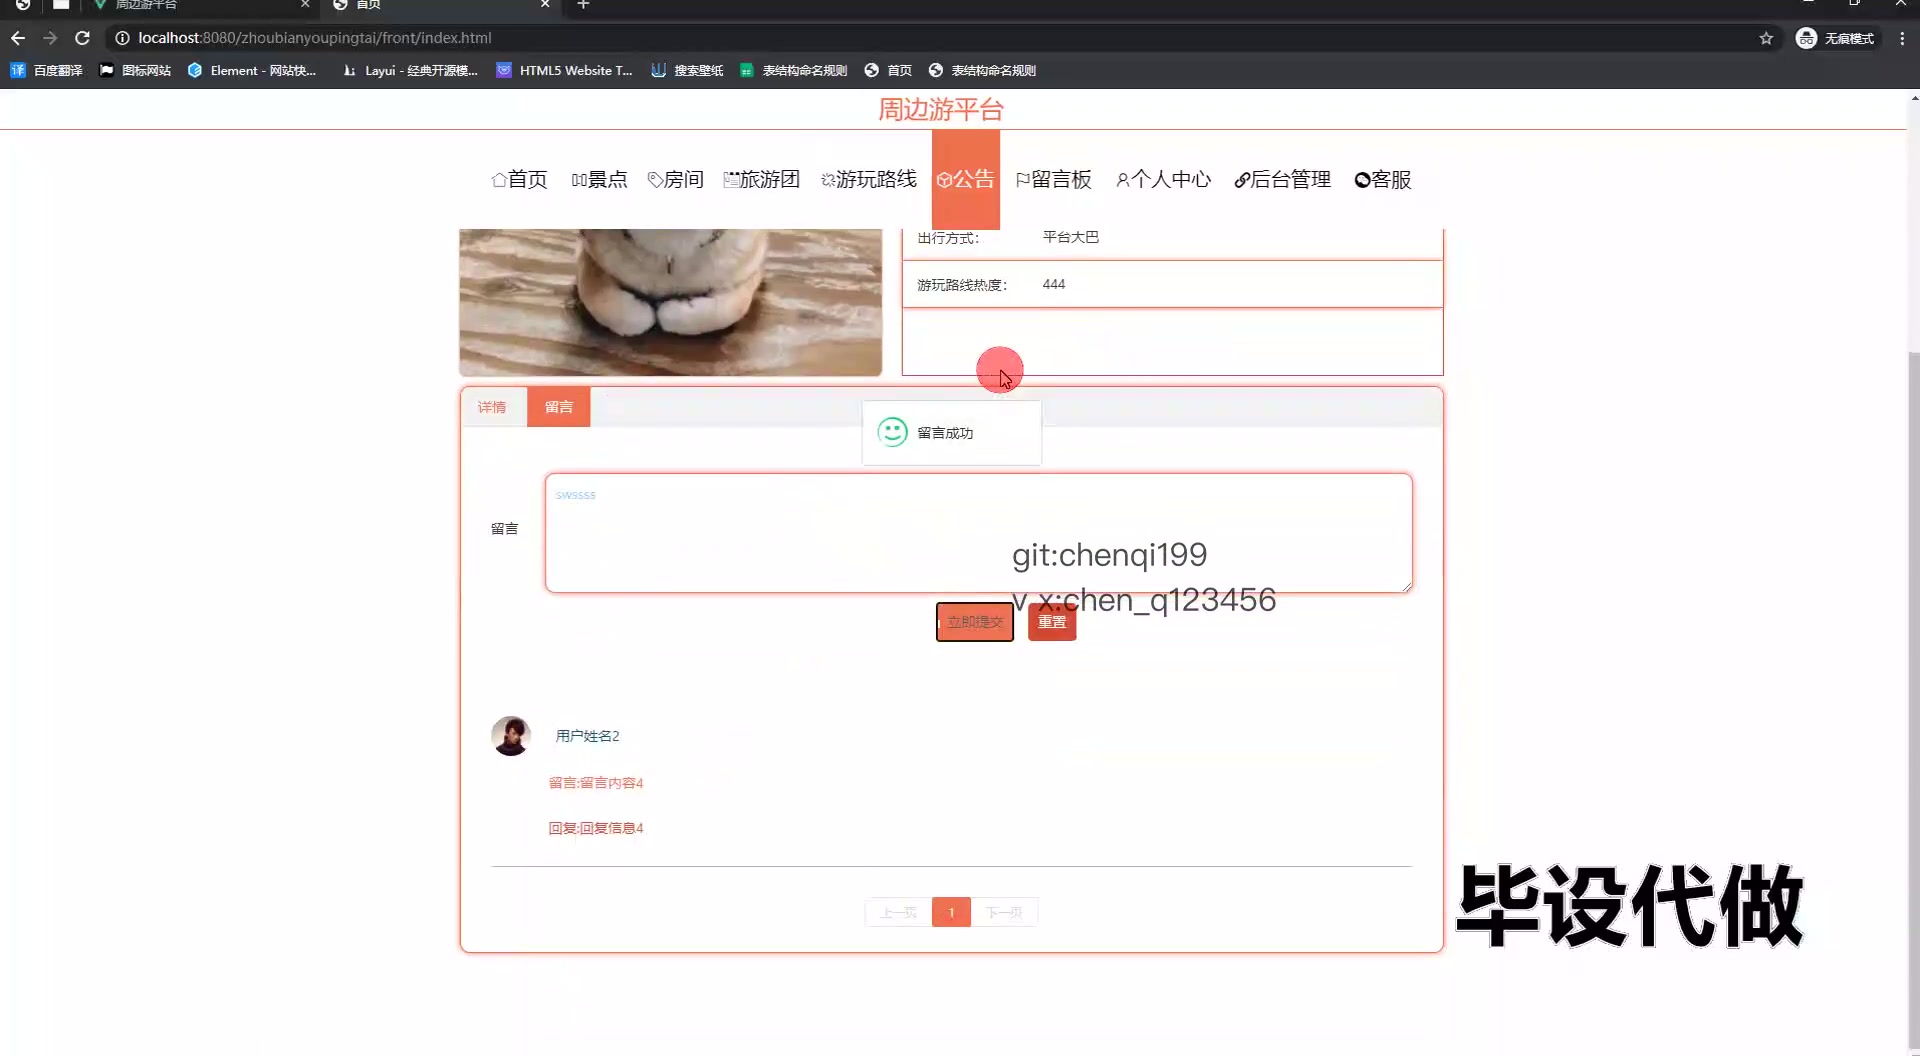 周边游平台
首页
localhost:8080/zhoubianyoupingtai/front/index.html
无痕模式
百度翻译
图标网站
Element - 网站快...
Layui - 经典开源模...
HTML5 Website T...
搜索壁纸
表结构命名规则
首页
表结构命名规则
周边游平台
首页
景点
房间
旅游团
游玩路线
公告
留言板
个人中心
后台管理
客服
出行方式：
平台大巴
游玩路线热度：
444
详情
留言
留言成功
swssss
留言
git:chenqi199
v x:chen_q123456
立即提交
重置
用户姓名2
留言:留言内容4
回复:回复信息4
上一页
1
下一页
毕设代做